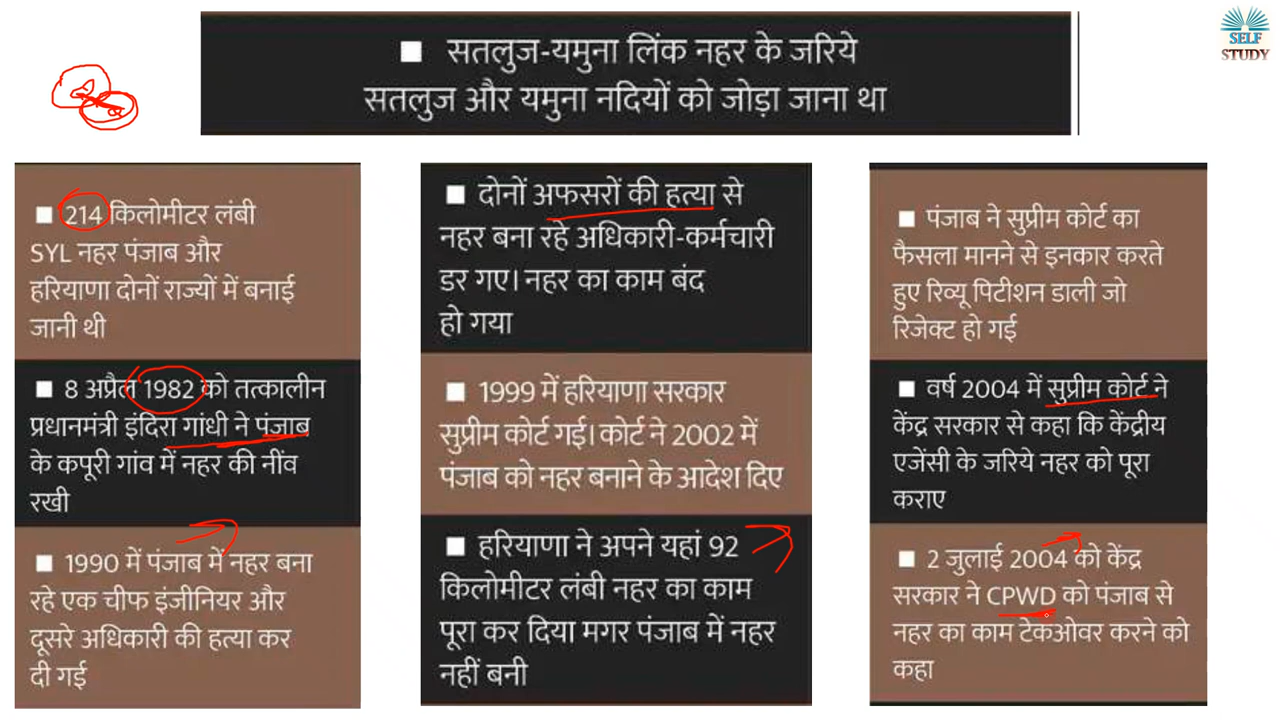 ■ सतलुज-यमुना लिंक नहर के जरिये
सतलुज और यमुना नदियों को जोड़ा जाना था
SELF
STUDY
■ 214 किलोमीटर लंबी
SYL नहर पंजाब और
हरियाणा दोनों राज्यों में बनाई
जानी थी
■ 8 अप्रैल 1982 को तत्कालीन
प्रधानमंत्री इंदिरा गांधी ने पंजाब
के कपूरी गांव में नहर की नींव
रखी
■ 1990 में पंजाब में नहर बना
रहे एक चीफ इंजीनियर और
दूसरे अधिकारी की हत्या कर
दी गई
■ दोनों अफसरों की हत्या से
नहर बना रहे अधिकारी-कर्मचारी
डर गए। नहर का काम बंद
हो गया
■ 1999 में हरियाणा सरकार
सुप्रीम कोर्ट गई। कोर्ट ने 2002 में
पंजाब को नहर बनाने के आदेश दिए
■ हरियाणा ने अपने यहां 92
किलोमीटर लंबी नहर का काम
पूरा कर दिया मगर पंजाब में नहर
नहीं बनी
■ पंजाब ने सुप्रीम कोर्ट का
फैसला मानने से इनकार करते
हुए रिव्यू पिटीशन डाली जो
रिजेक्ट हो गई
■ वर्ष 2004 में सुप्रीम कोर्ट ने
केंद्र सरकार से कहा कि केंद्रीय
एजेंसी के जरिये नहर को पूरा
कराए
■ 2 जुलाई 2004 को केंद्र
सरकार ने CPWD को पंजाब से
नहर का काम टेकओवर करने को
कहा